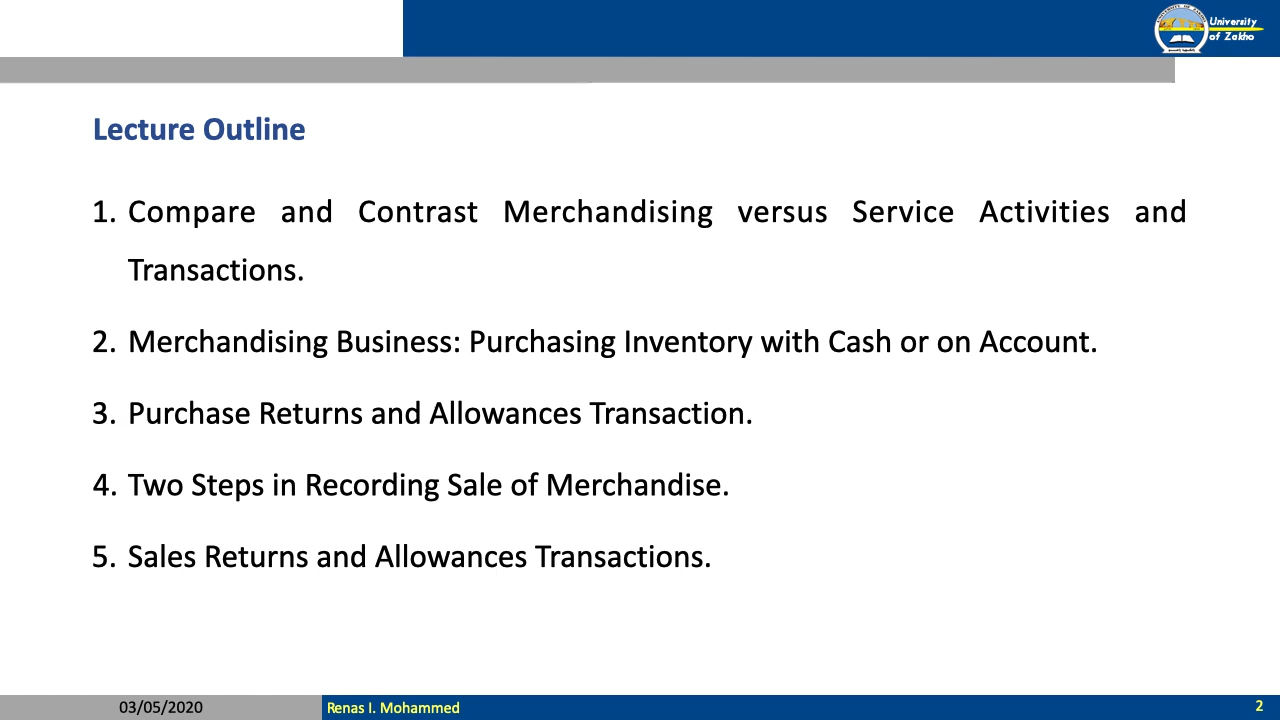 University
of Zakho
Lecture Outline
1. Compare and Contrast Merchandising versus Service Activities and
Transactions.
2. Merchandising Business: Purchasing Inventory with Cash or on Account.
3. Purchase Returns and Allowances Transaction.
4. Two Steps in Recording Sale of Merchandise.
5. Sales Returns and Allowances Transactions.
03/05/2020
Renas I. Mohammed
2